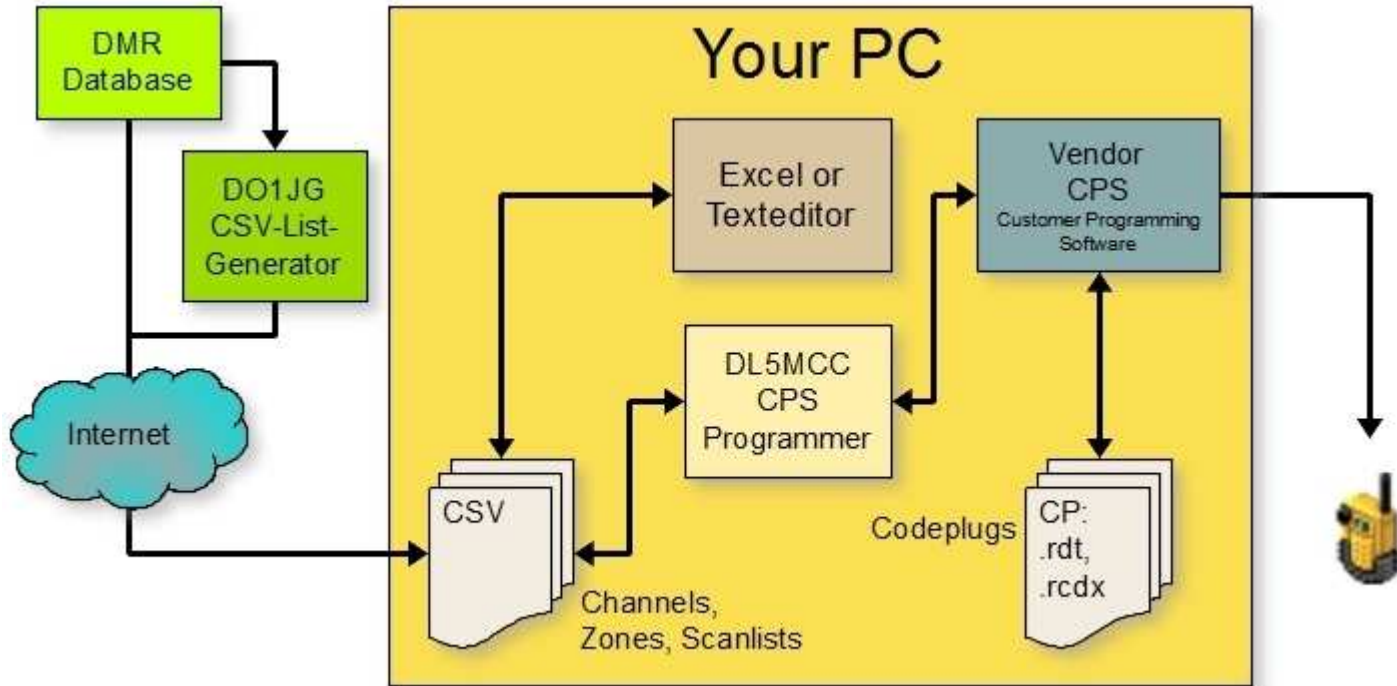 DMR
Database
DO1JG
CSV-List-
Generator
Internet
Your PC
Excel or
Texteditor
Vendor
CPS
Customer Programming
Software
DL5MCC
CPS
Programmer
CSV
Channels,
Zones, Scanlists
Codeplugs
CP:
.rdt,
.rcdx